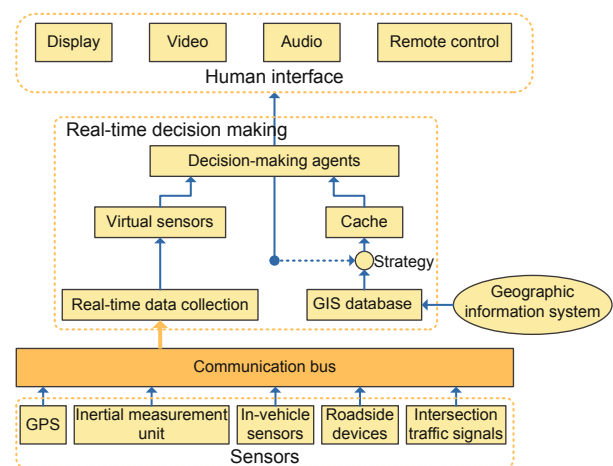 Display
Video
Audio
Remote control
Human interface
Real-time decision making
Decision-making agents
Virtual sensors
Cache
Strategy
Real-time data collection
GIS database
Geographic
information system
Communication bus
GPS
Inertial measurement
unit
In-vehicle
sensors
Roadside
devices
Intersection
traffic signals
Sensors